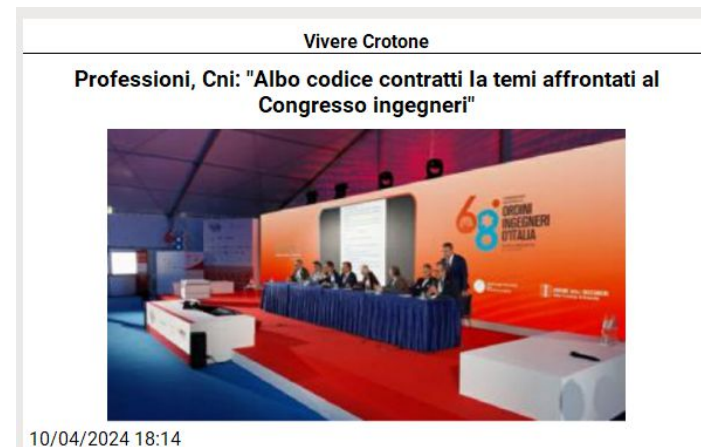 Vivere Crotone
Professioni, Cni: "Albo codice contratti Ia temi affrontati al
Congresso ingegneri"
68°
ORDINI
INGEGNERI
D'ITALIA
10/04/2024 18:14